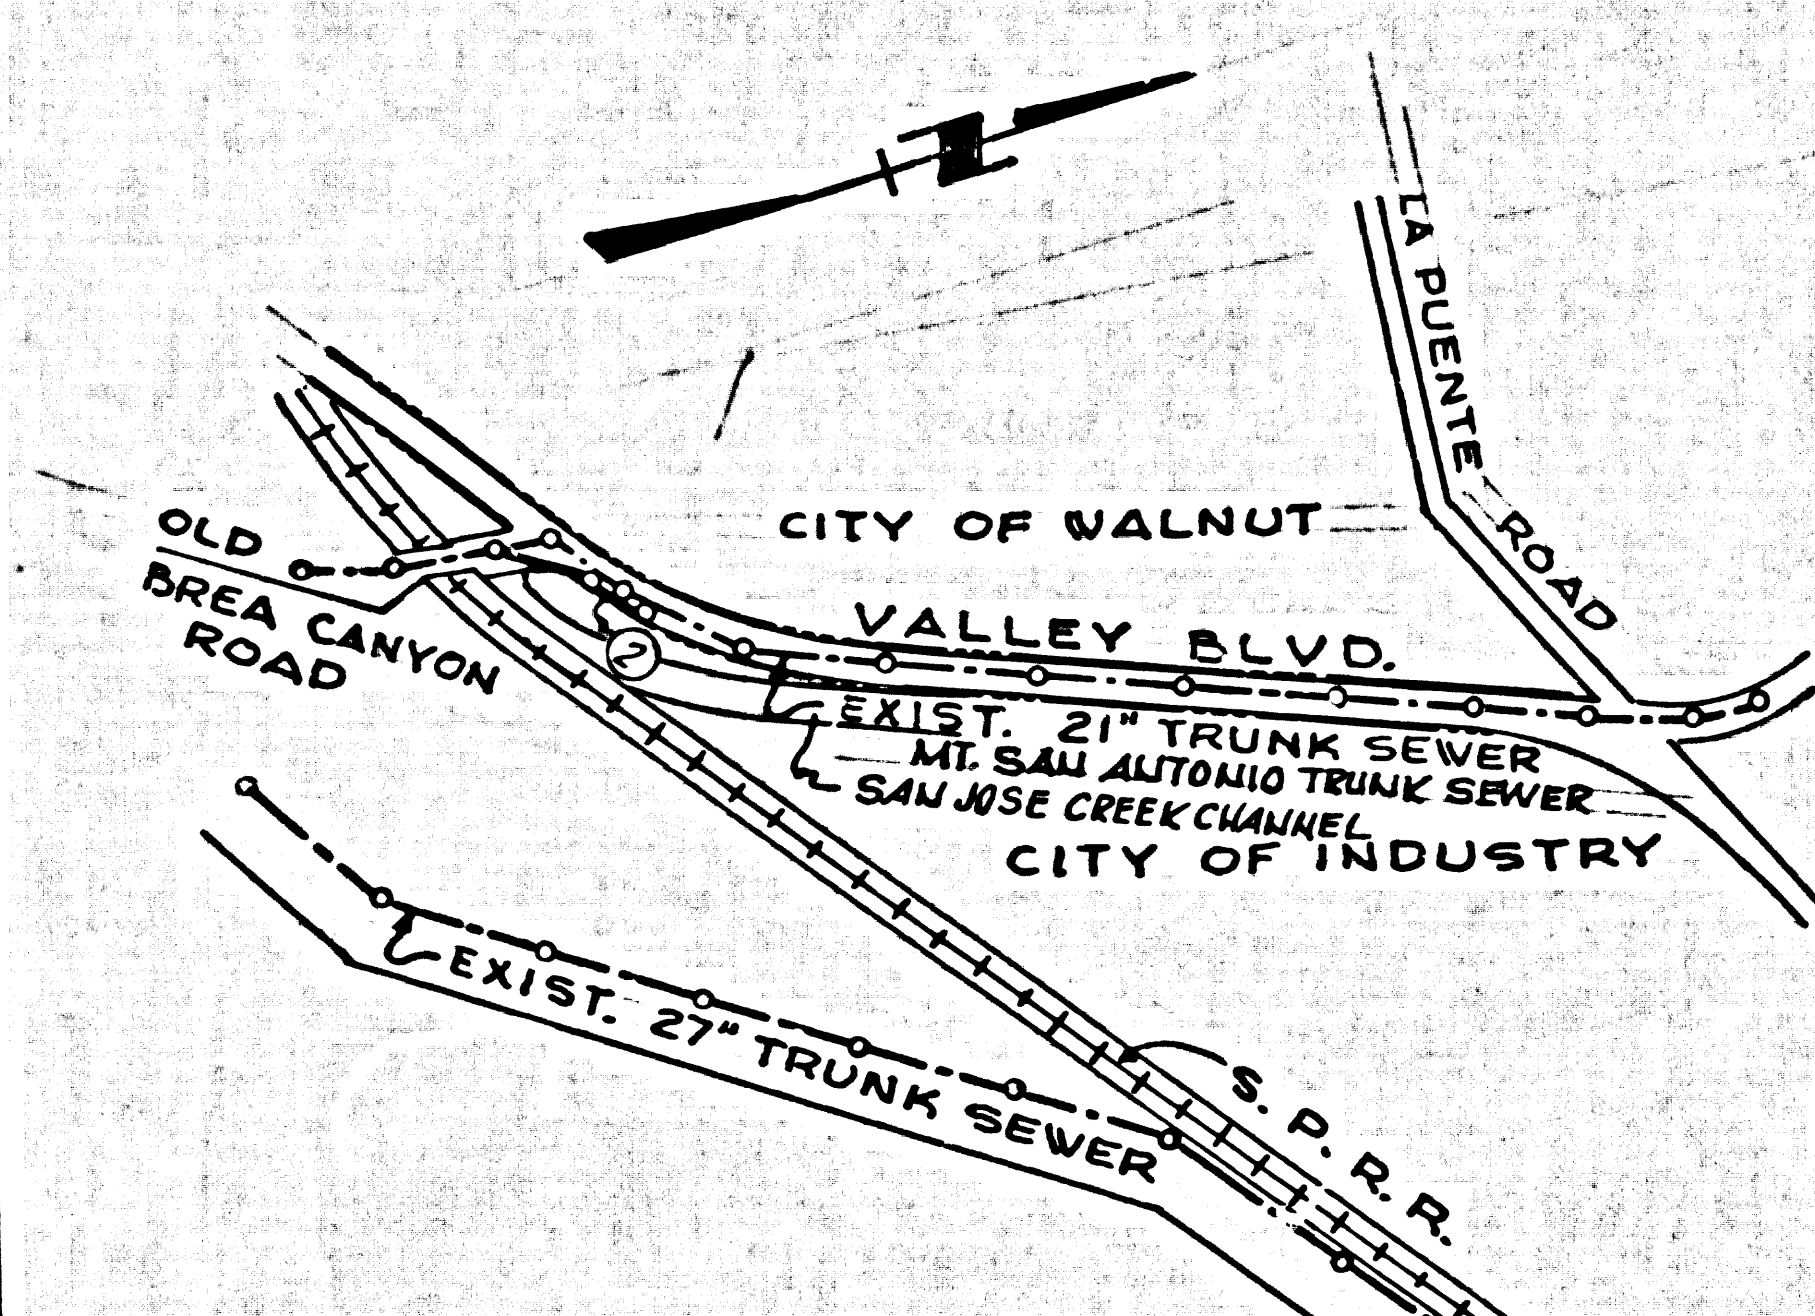 LA PUENTE ROAD
CITY OF WALNUT
OLD
BREA CANYON
ROAD
VALLEY BLVD.
2
EXIST. 21" TRUNK SEWER
MT. SAN ANTONIO TRUNK SEWER
SAN JOSE CREEK CHANNEL
CITY OF INDUSTRY
EXIST. 27" TRUNK SEWER
S. P. R. R.